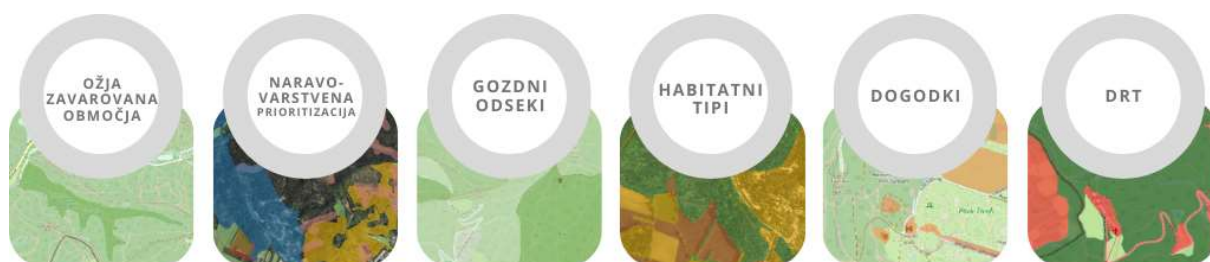 OŽJA
ZAVAROVANA
OBMOČJA
NARAVO-
VARSTVENA
PRIORITIZACIJA
GOZDNI
ODSEKI
HABITATNI
TIPI
DOGODKI
DRT